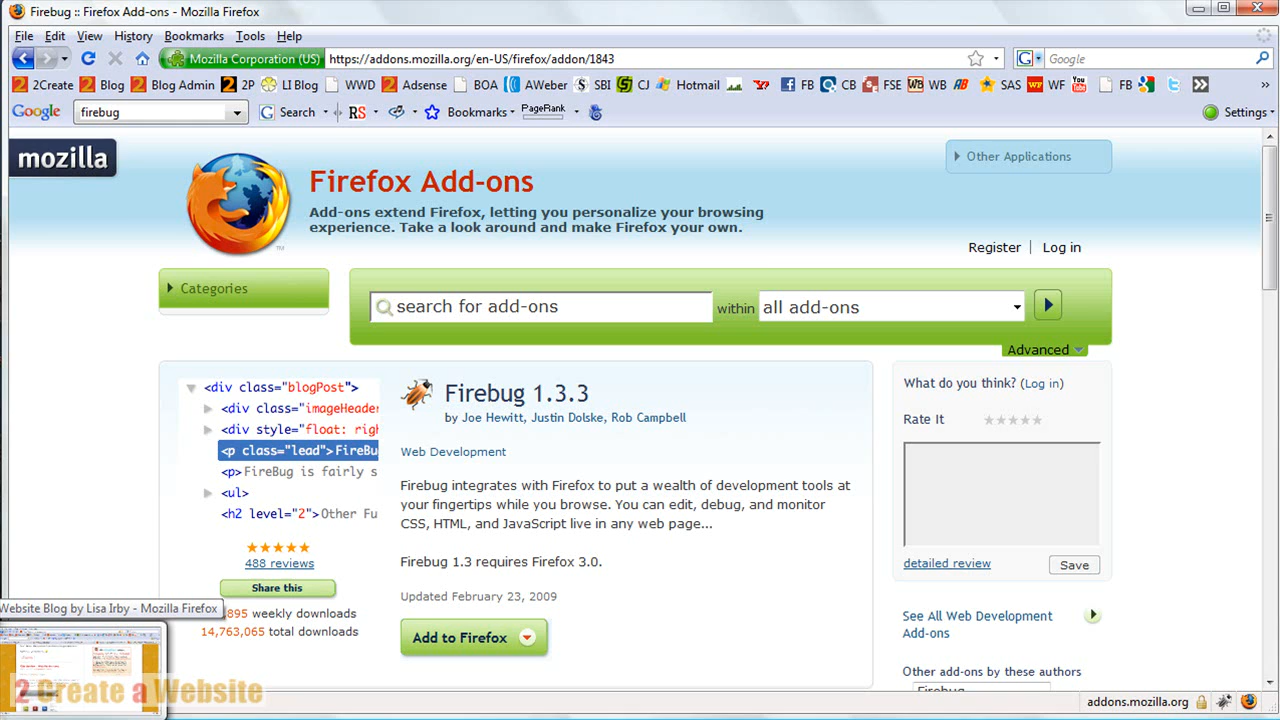 Firebug :: Firefox Add-ons - Mozilla Firefox
File Edit View History Bookmarks Tools Help
Mozilla Corporation (US) https://addons.mozilla.org/en-US/firefox/addon/1843 Google
2Create Blog Blog Admin 2P LI Blog WWD Adsense BOA AWeber SBI CJ Hotmail FB CB FSE WB AS SAS WF FB
Google firebug Search RS Bookmarks PageRank Settings
mozilla
Other Applications
Firefox Add-ons
Add-ons extend Firefox, letting you personalize your browsing
experience. Take a look around and make Firefox your own.
Register Log in
Categories
search for add-ons within all add-ons
Advanced
<div class="blogPost">
<div class="imageHeader
<div style="float: righ
<p class="lead">FireBu
<p>FireBug is fairly s
<ul>
<h2 level="2">Other Fu
488 reviews
Share this
895 weekly downloads
14,763,065 total downloads
Firebug 1.3.3
by Joe Hewitt, Justin Dolske, Rob Campbell
Web Development
Firebug integrates with Firefox to put a wealth of development tools at
your fingertips while you browse. You can edit, debug, and monitor
CSS, HTML, and JavaScript live in any web page...
Firebug 1.3 requires Firefox 3.0.
Updated February 23, 2009
Add to Firefox
What do you think? (Log in)
Rate It
detailed review Save
See All Web Development
Add-ons
Other add-ons by these authors
Firebug
Website Blog by Lisa Irby - Mozilla Firefox
2 Create a Website
addons.mozilla.org